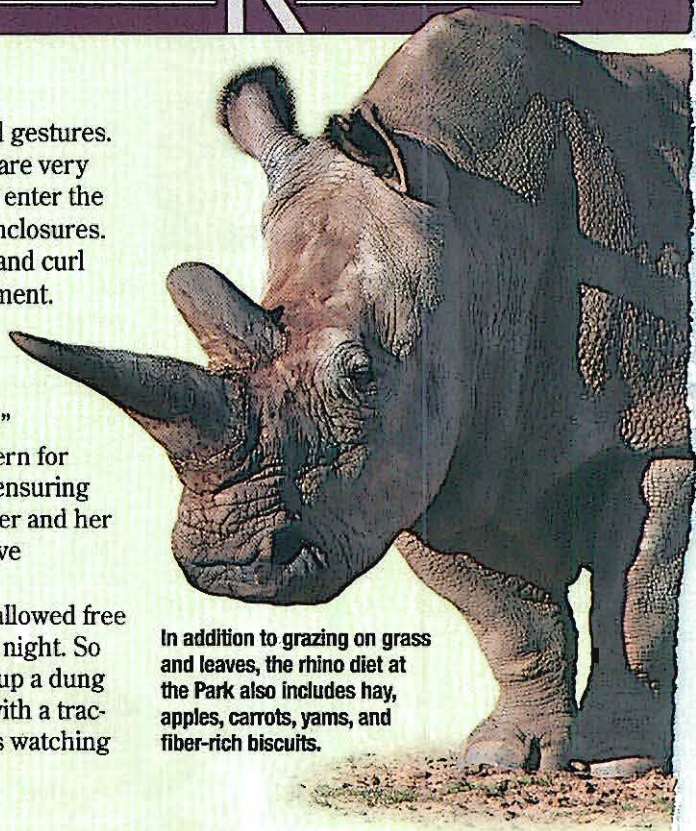 K
l gestures.
are very
enter the
nclosures.
and curl
ment.
”
ern for
ensuring
er and her
ve
allowed free
night. So
up a dung
vith a trac-
s watching
In addition to grazing on grass
and leaves, the rhino diet at
the Park also includes hay,
apples, carrots, yams, and
fiber-rich biscuits.